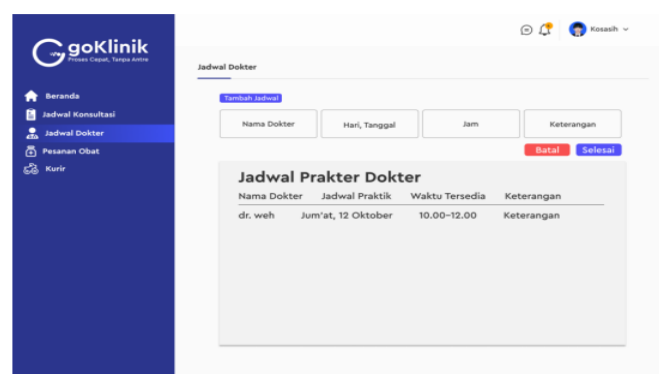 goKlinik
Proses Cepat, Tanpa Antre
Kosasih
Beranda
Jadwal Konsultasi
Jadwal Dokter
Pesanan Obat
Kurir
Jadwal Dokter
Tambah Jadwal
Nama Dokter Hari, Tanggal Jam Keterangan
Batal Selesai
Jadwal Prakter Dokter
Nama Dokter Jadwal Praktik Waktu Tersedia Keterangan
dr. weh Jum'at, 12 Oktober 10.00-12.00 Keterangan